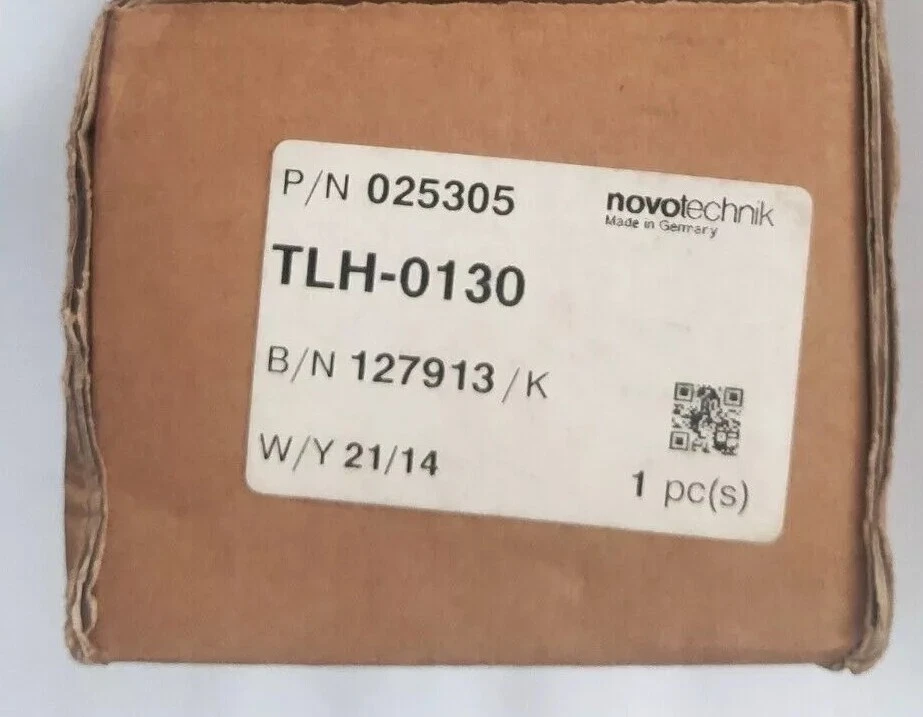 P/N 025305
novotechnik
Made in Germany
TLH-0130
B/N 127913 /K
W/Y 21/14
1 pc(s)